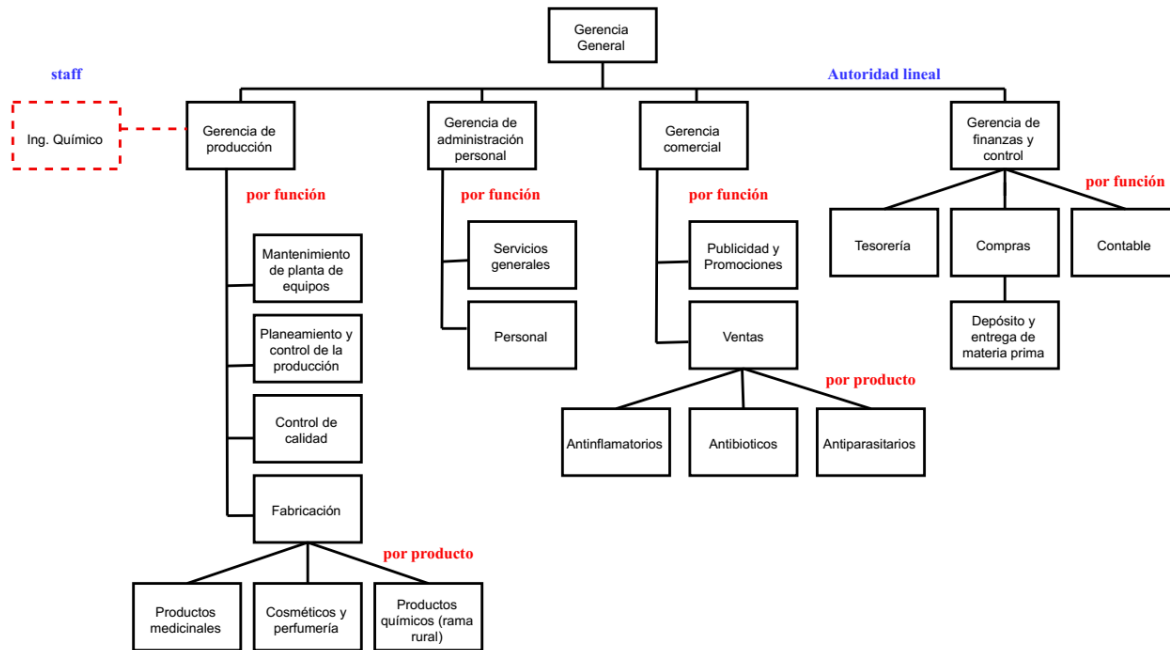 Gerencia
General
staff
Autoridad lineal
Ing. Químico
Gerencia de
producción
Gerencia de
administración
personal
Gerencia
comercial
Gerencia de
finanzas y
control
por función
por función
por función
por función
Mantenimiento
de planta de
equipos
Planeamiento y
control de la
producción
Control de
calidad
Fabricación
Servicios
generales
Personal
Publicidad y
Promociones
Ventas
Tesorería
Compras
Contable
Depósito y
entrega de
materia prima
por producto
Antinflamatorios
Antibioticos
Antiparasitarios
por producto
Productos
medicinales
Cosméticos y
perfumería
Productos
químicos (rama
rural)